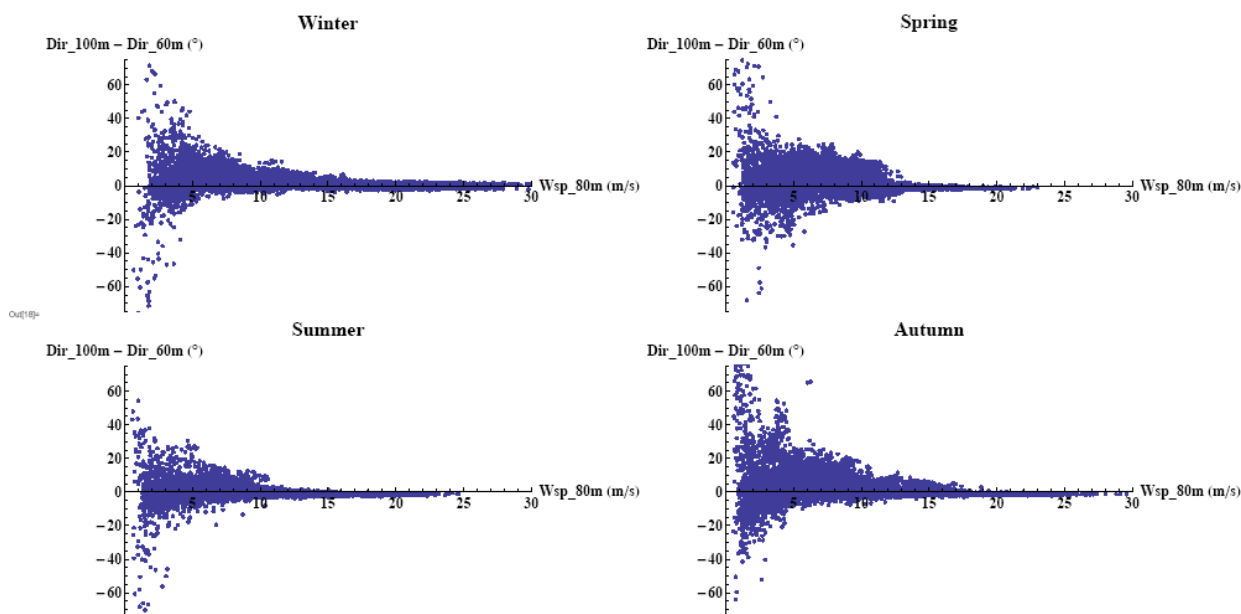 Winter
Dir_100m – Dir_60m (°)
60
40
20
0
−20
−40
−60
5 10 15 20 25 30
Wsp_80m (m/s)
Spring
Dir_100m – Dir_60m (°)
60
40
20
0
−20
−40
−60
5 10 15 20 25 30
Wsp_80m (m/s)
Out[18]=
Summer
Dir_100m – Dir_60m (°)
60
40
20
0
−20
−40
−60
5 10 15 20 25 30
Wsp_80m (m/s)
Autumn
Dir_100m – Dir_60m (°)
60
40
20
0
−20
−40
−60
5 10 15 20 25 30
Wsp_80m (m/s)